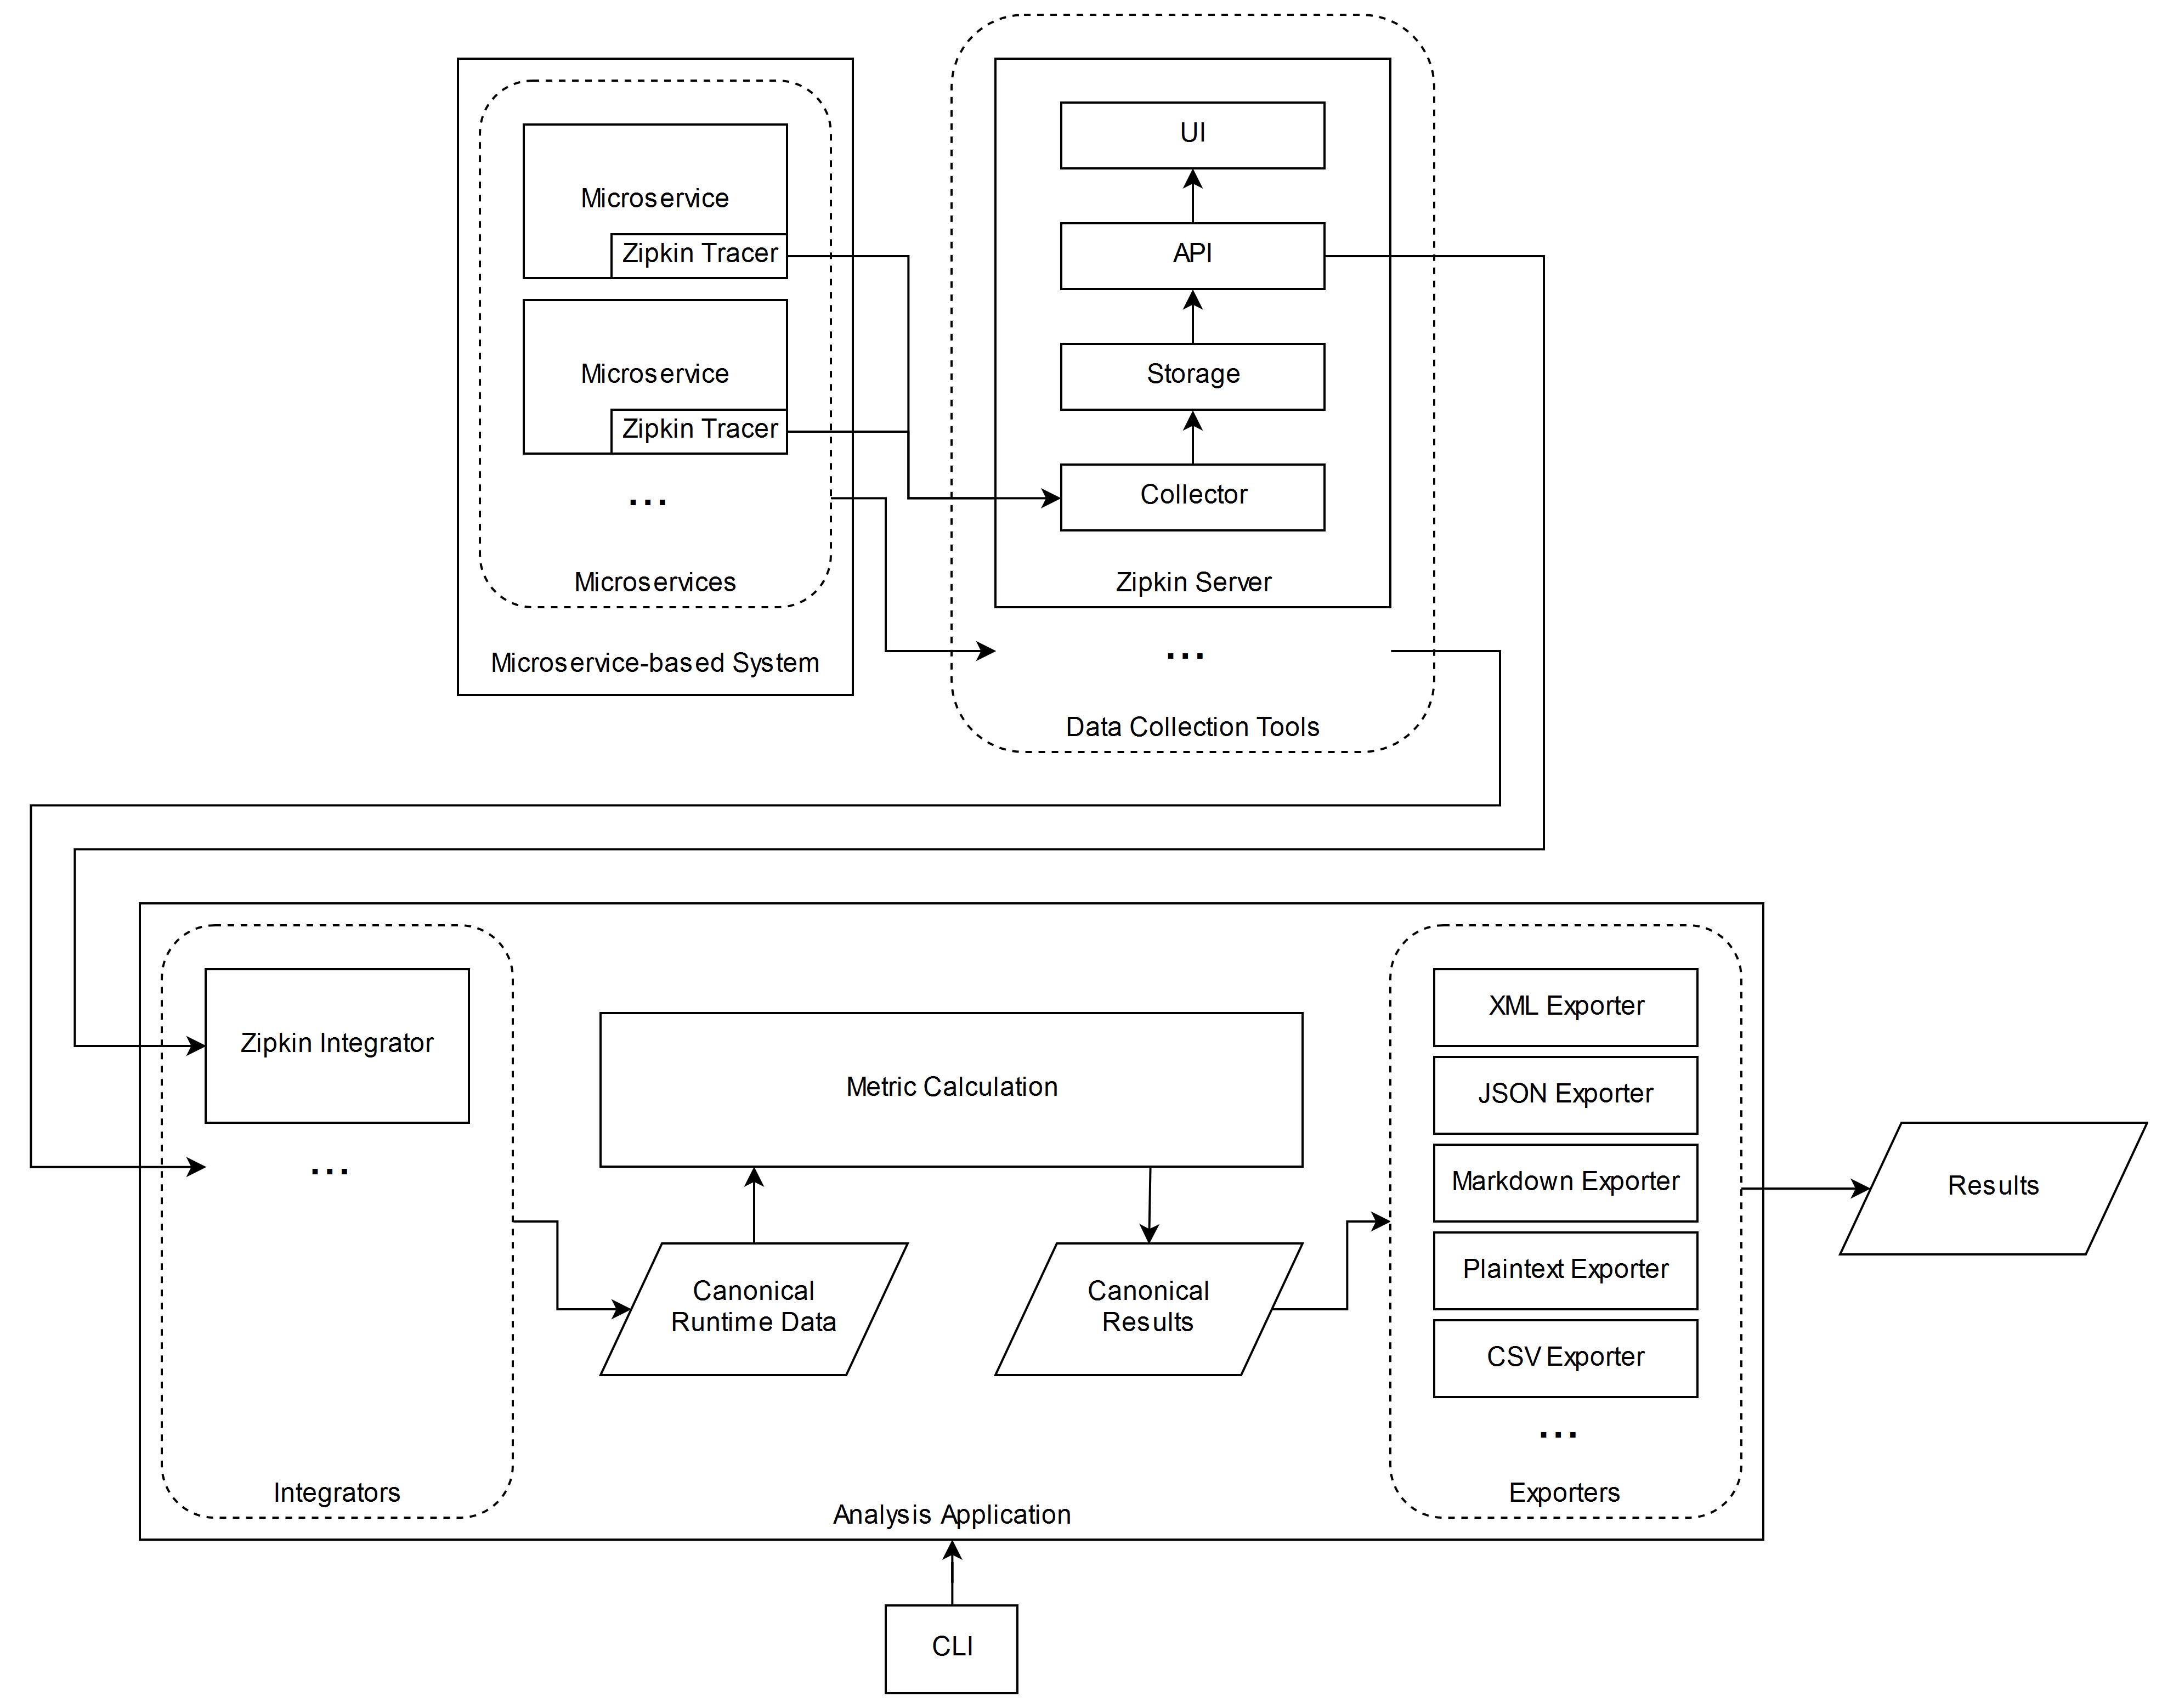 Microservice
Zipkin Tracer
Microservice
Zipkin Tracer
...
Microservices
Microservice-based System
UI
API
Storage
Collector
Zipkin Server
...
Data Collection Tools
Zipkin Integrator
...
Integrators
Metric Calculation
Canonical
Runtime Data
Canonical
Results
XML Exporter
JSON Exporter
Markdown Exporter
Plaintext Exporter
CSV Exporter
...
Exporters
Analysis Application
Results
CLI